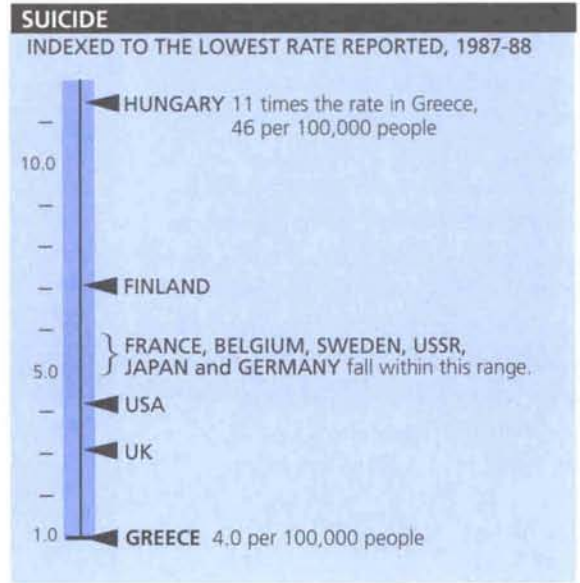 SUICIDE
INDEXED TO THE LOWEST RATE REPORTED, 1987-88
HUNGARY 11 times the rate in Greece,
46 per 100,000 people
10.0
FINLAND
FRANCE, BELGIUM, SWEDEN, USSR,
JAPAN and GERMANY fall within this range.
5.0
USA
UK
1.0
GREECE 4.0 per 100,000 people